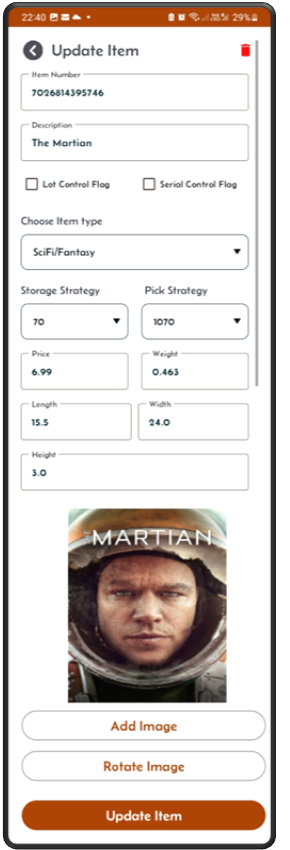 22:40 29%
Update Item
Item Number
7026814395746
Description
The Martian
Lot Control Flag Serial Control Flag
Choose Item type
SciFi/Fantasy
Storage Strategy Pick Strategy
70 1070
Price Weight
6.99 0.463
Length Width
15.5 24.0
Height
3.0
THE
MARTIAN
Add Image
Rotate Image
Update Item